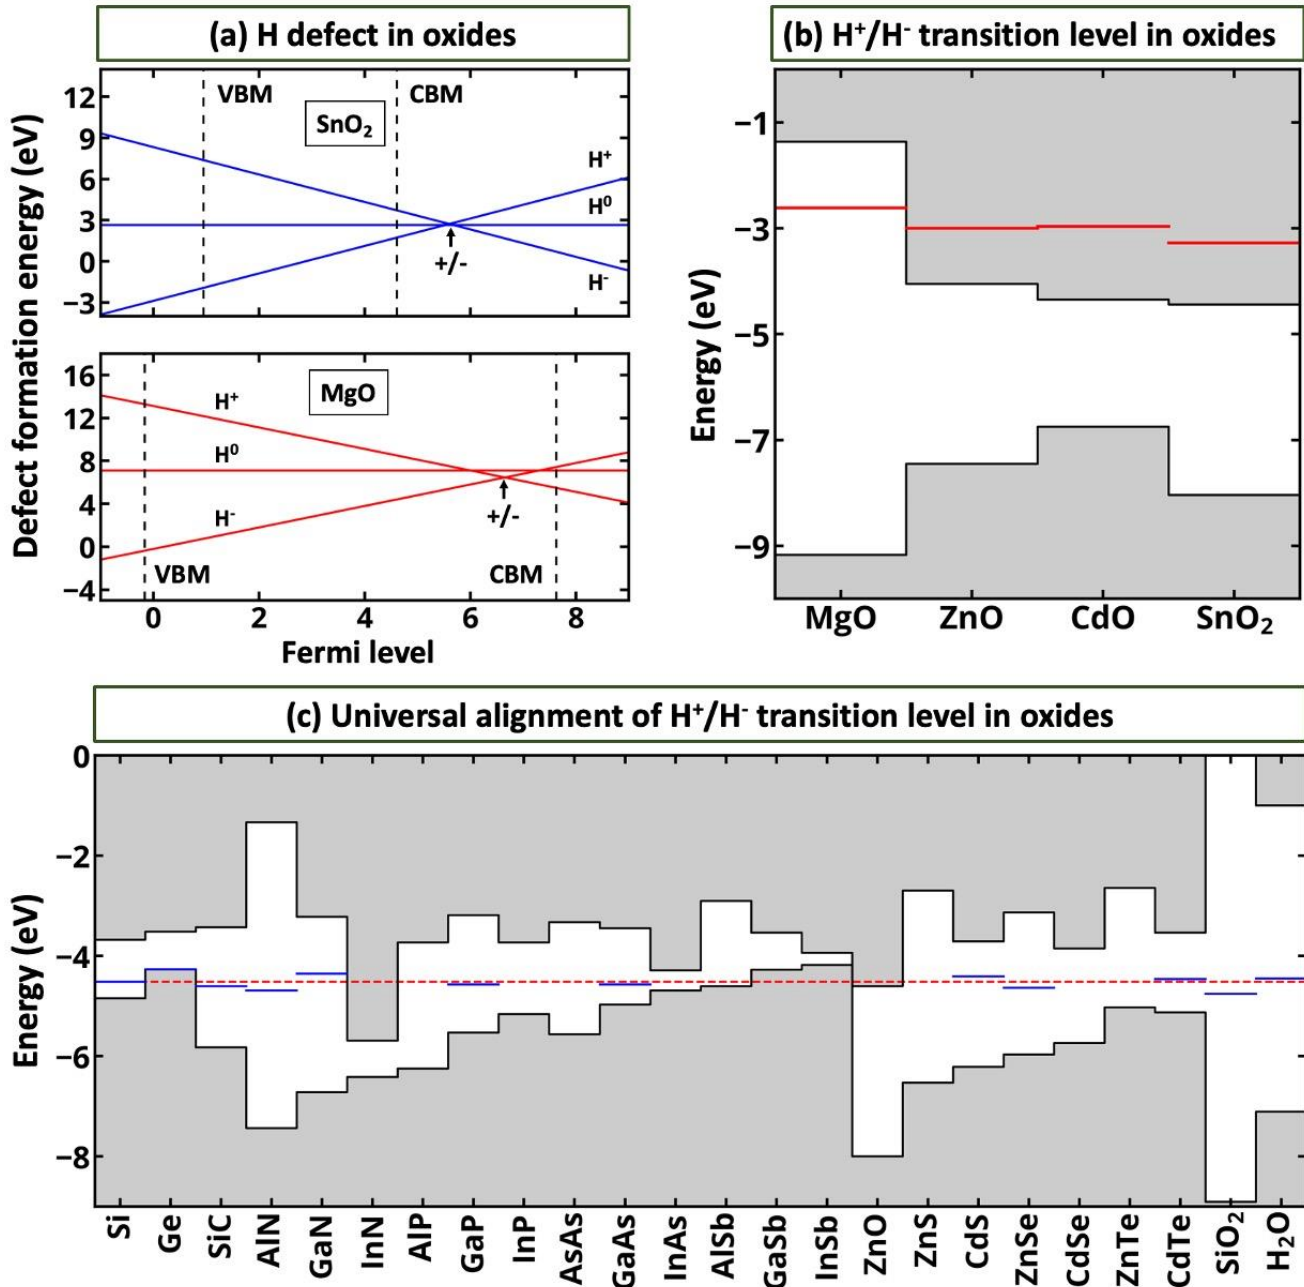 (a) H defect in oxides
(b) H⁺/H⁻ transition level in oxides
Defect formation energy (eV)
12
9
6
3
0
−3
VBM
CBM
SnO₂
H⁺
H⁰
H⁻
+/-
16
12
8
4
0
−4
MgO
H⁺
H⁰
H⁻
+/-
VBM
CBM
0 2 4 6 8
Fermi level
Energy (eV)
−1
−3
−5
−7
−9
MgO ZnO CdO SnO₂
(c) Universal alignment of H⁺/H⁻ transition level in oxides
Energy (eV)
0
−2
−4
−6
−8
Si
Ge
SiC
AlN
GaN
InN
AlP
GaP
InP
AsAs
GaAs
InAs
AlSb
GaSb
InSb
ZnO
ZnS
CdS
ZnSe
CdSe
ZnTe
CdTe
SiO₂
H₂O